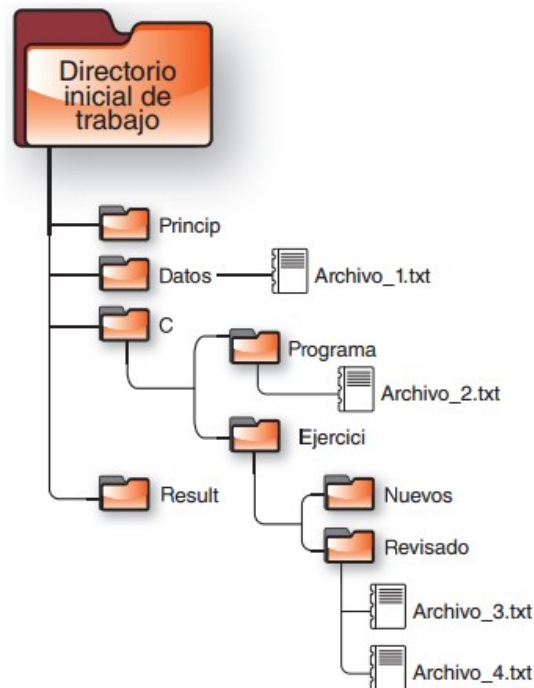 Directorio
inicial de
trabajo
Princip
Datos
Archivo_1.txt
C
Programa
Archivo_2.txt
Ejercici
Result
Nuevos
Revisado
Archivo_3.txt
Archivo_4.txt